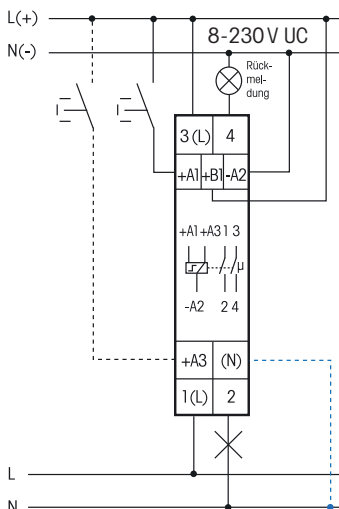 L(+)
8-230 V UC
N(-)
Rück-
mel-
dung
3 (L) 4
+A1 +B1 -A2
+A1 +A3 1 3
µ
-A2 2 4
+A3 (N)
1 (L) 2
L
N